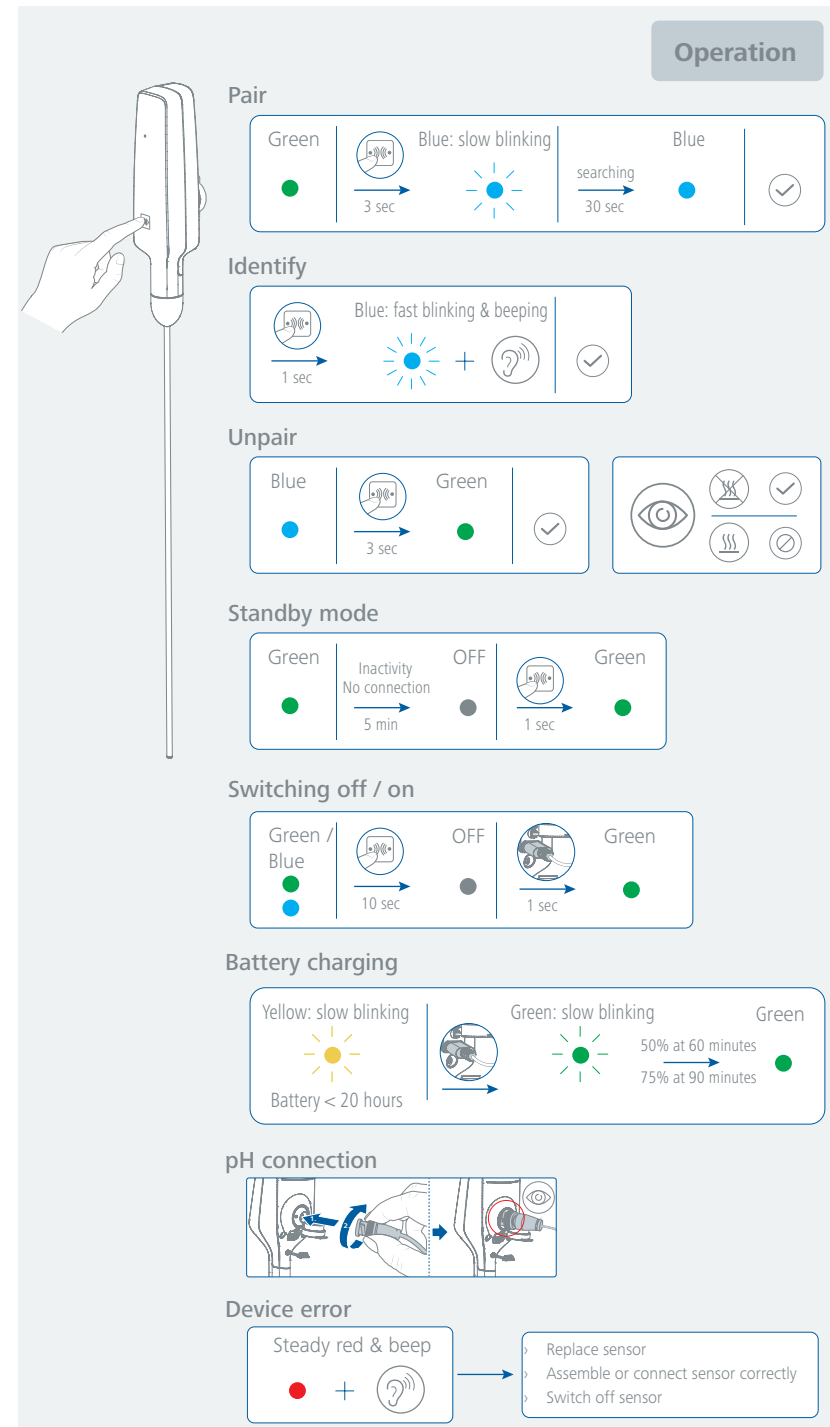 Operation
Pair
Green
3 sec
Blue: slow blinking
searching
30 sec
Blue
Identify
1 sec
Blue: fast blinking & beeping
Unpair
Blue
3 sec
Green
Standby mode
Green
Inactivity
No connection
5 min
OFF
1 sec
Green
Switching off / on
Green /
Blue
10 sec
OFF
1 sec
Green
Battery charging
Yellow: slow blinking
Battery < 20 hours
Green: slow blinking
50% at 60 minutes
75% at 90 minutes
Green
pH connection
1
2
Device error
Steady red & beep
› Replace sensor
› Assemble or connect sensor correctly
› Switch off sensor